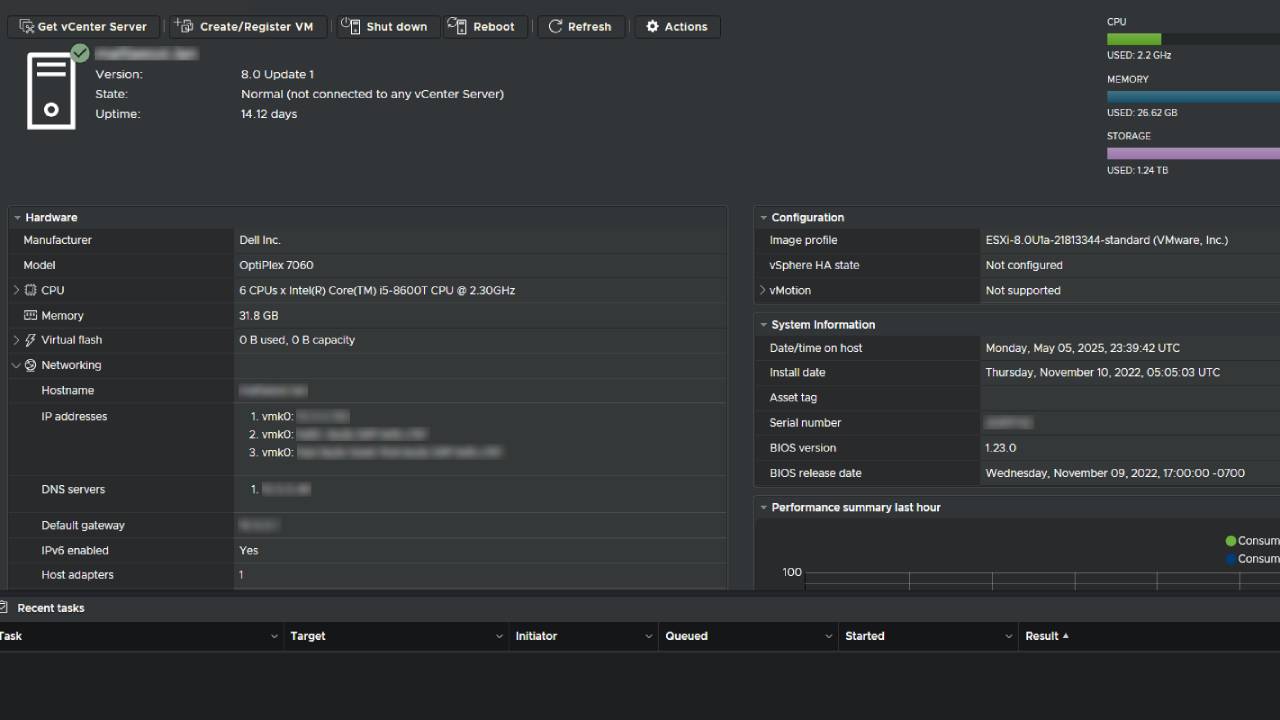 Get vCenter Server Create/Register VM Shut down Reboot Refresh Actions
Version: 8.0 Update 1
State: Normal (not connected to any vCenter Server)
Uptime: 14.12 days
CPU
USED: 2.2 GHz
MEMORY
USED: 26.62 GB
STORAGE
USED: 1.24 TB
Hardware
Manufacturer Dell Inc.
Model OptiPlex 7060
CPU 6 CPUs x Intel(R) Core(TM) i5-8600T CPU @ 2.30GHz
Memory 31.8 GB
Virtual flash 0 B used, 0 B capacity
Networking
Hostname
IP addresses 1. vmk0:
2. vmk0:
3. vmk0:
DNS servers 1.
Default gateway
IPv6 enabled Yes
Host adapters 1
Configuration
Image profile ESXi-8.0U1a-21813344-standard (VMware, Inc.)
vSphere HA state Not configured
vMotion Not supported
System Information
Date/time on host Monday, May 05, 2025, 23:39:42 UTC
Install date Thursday, November 10, 2022, 05:05:03 UTC
Asset tag
Serial number
BIOS version 1.23.0
BIOS release date Wednesday, November 09, 2022, 17:00:00 -0700
Performance summary last hour
Consum
Consum
100
Recent tasks
Task Target Initiator Queued Started Result